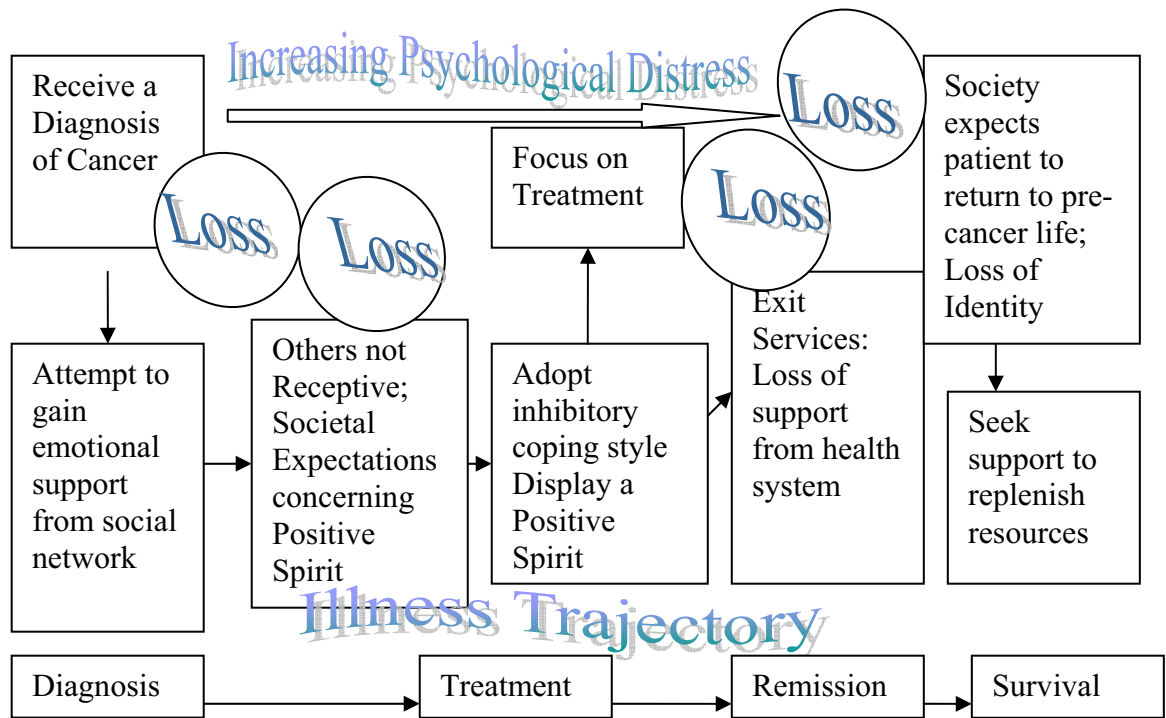 Increasing Psychological Distress
Receive a
Diagnosis
of Cancer
Loss
Loss
Focus on
Treatment
Loss
Loss
Society
expects
patient to
return to pre-
cancer life;
Loss of
Identity
Attempt to
gain
emotional
support
from social
network
Others not
Receptive;
Societal
Expectations
concerning
Positive
Spirit
Adopt
inhibitory
coping style
Display a
Positive
Spirit
Exit
Services:
Loss of
support
from health
system
Seek
support to
replenish
resources
Illness Trajectory
Diagnosis
Treatment
Remission
Survival